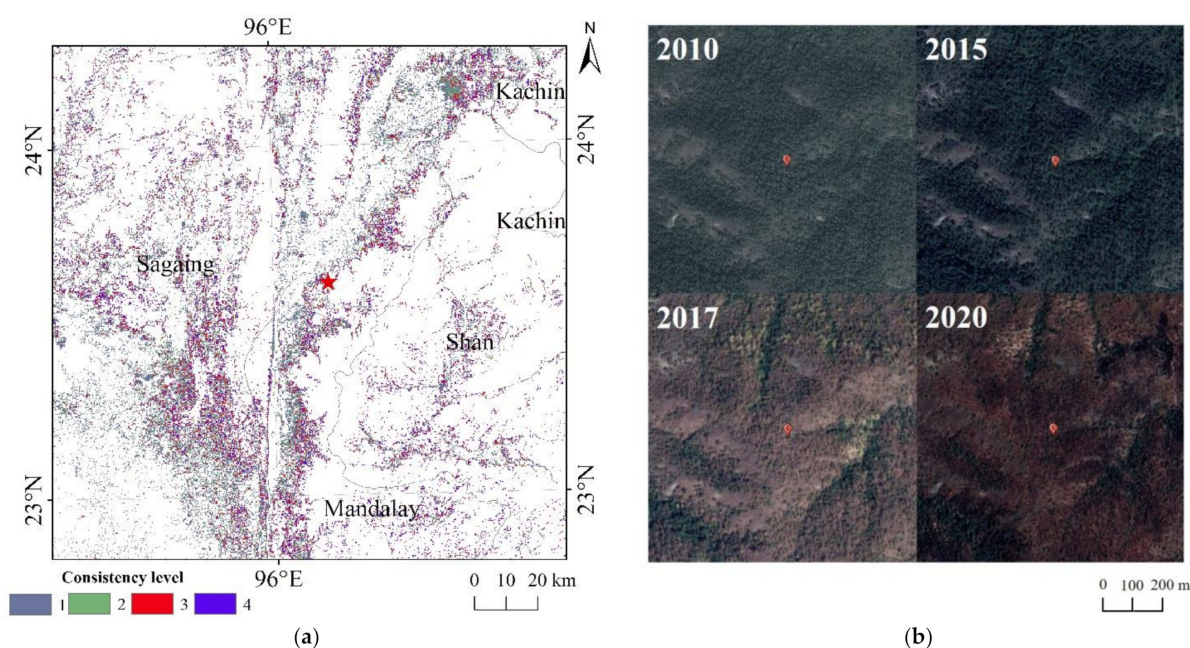 96°E
N
2010
2015
Kachin
24°N
24°N
Kachin
Sagaing
2017
2020
Shan
23°N
23°N
Mandalay
96°E
Consistency level
1
2
3
4
0 10 20 km
0 100 200 m
(a)
(b)